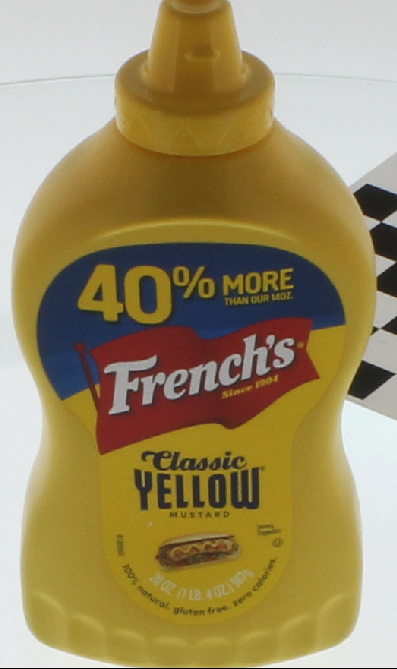 40% MORE
THAN OUR 14OZ.
French's®
Since 1904
Classic
YELLOW®
MUSTARD
20 OZ (1 LB. 4 OZ.) 567g
100% natural, gluten free, zero calories.